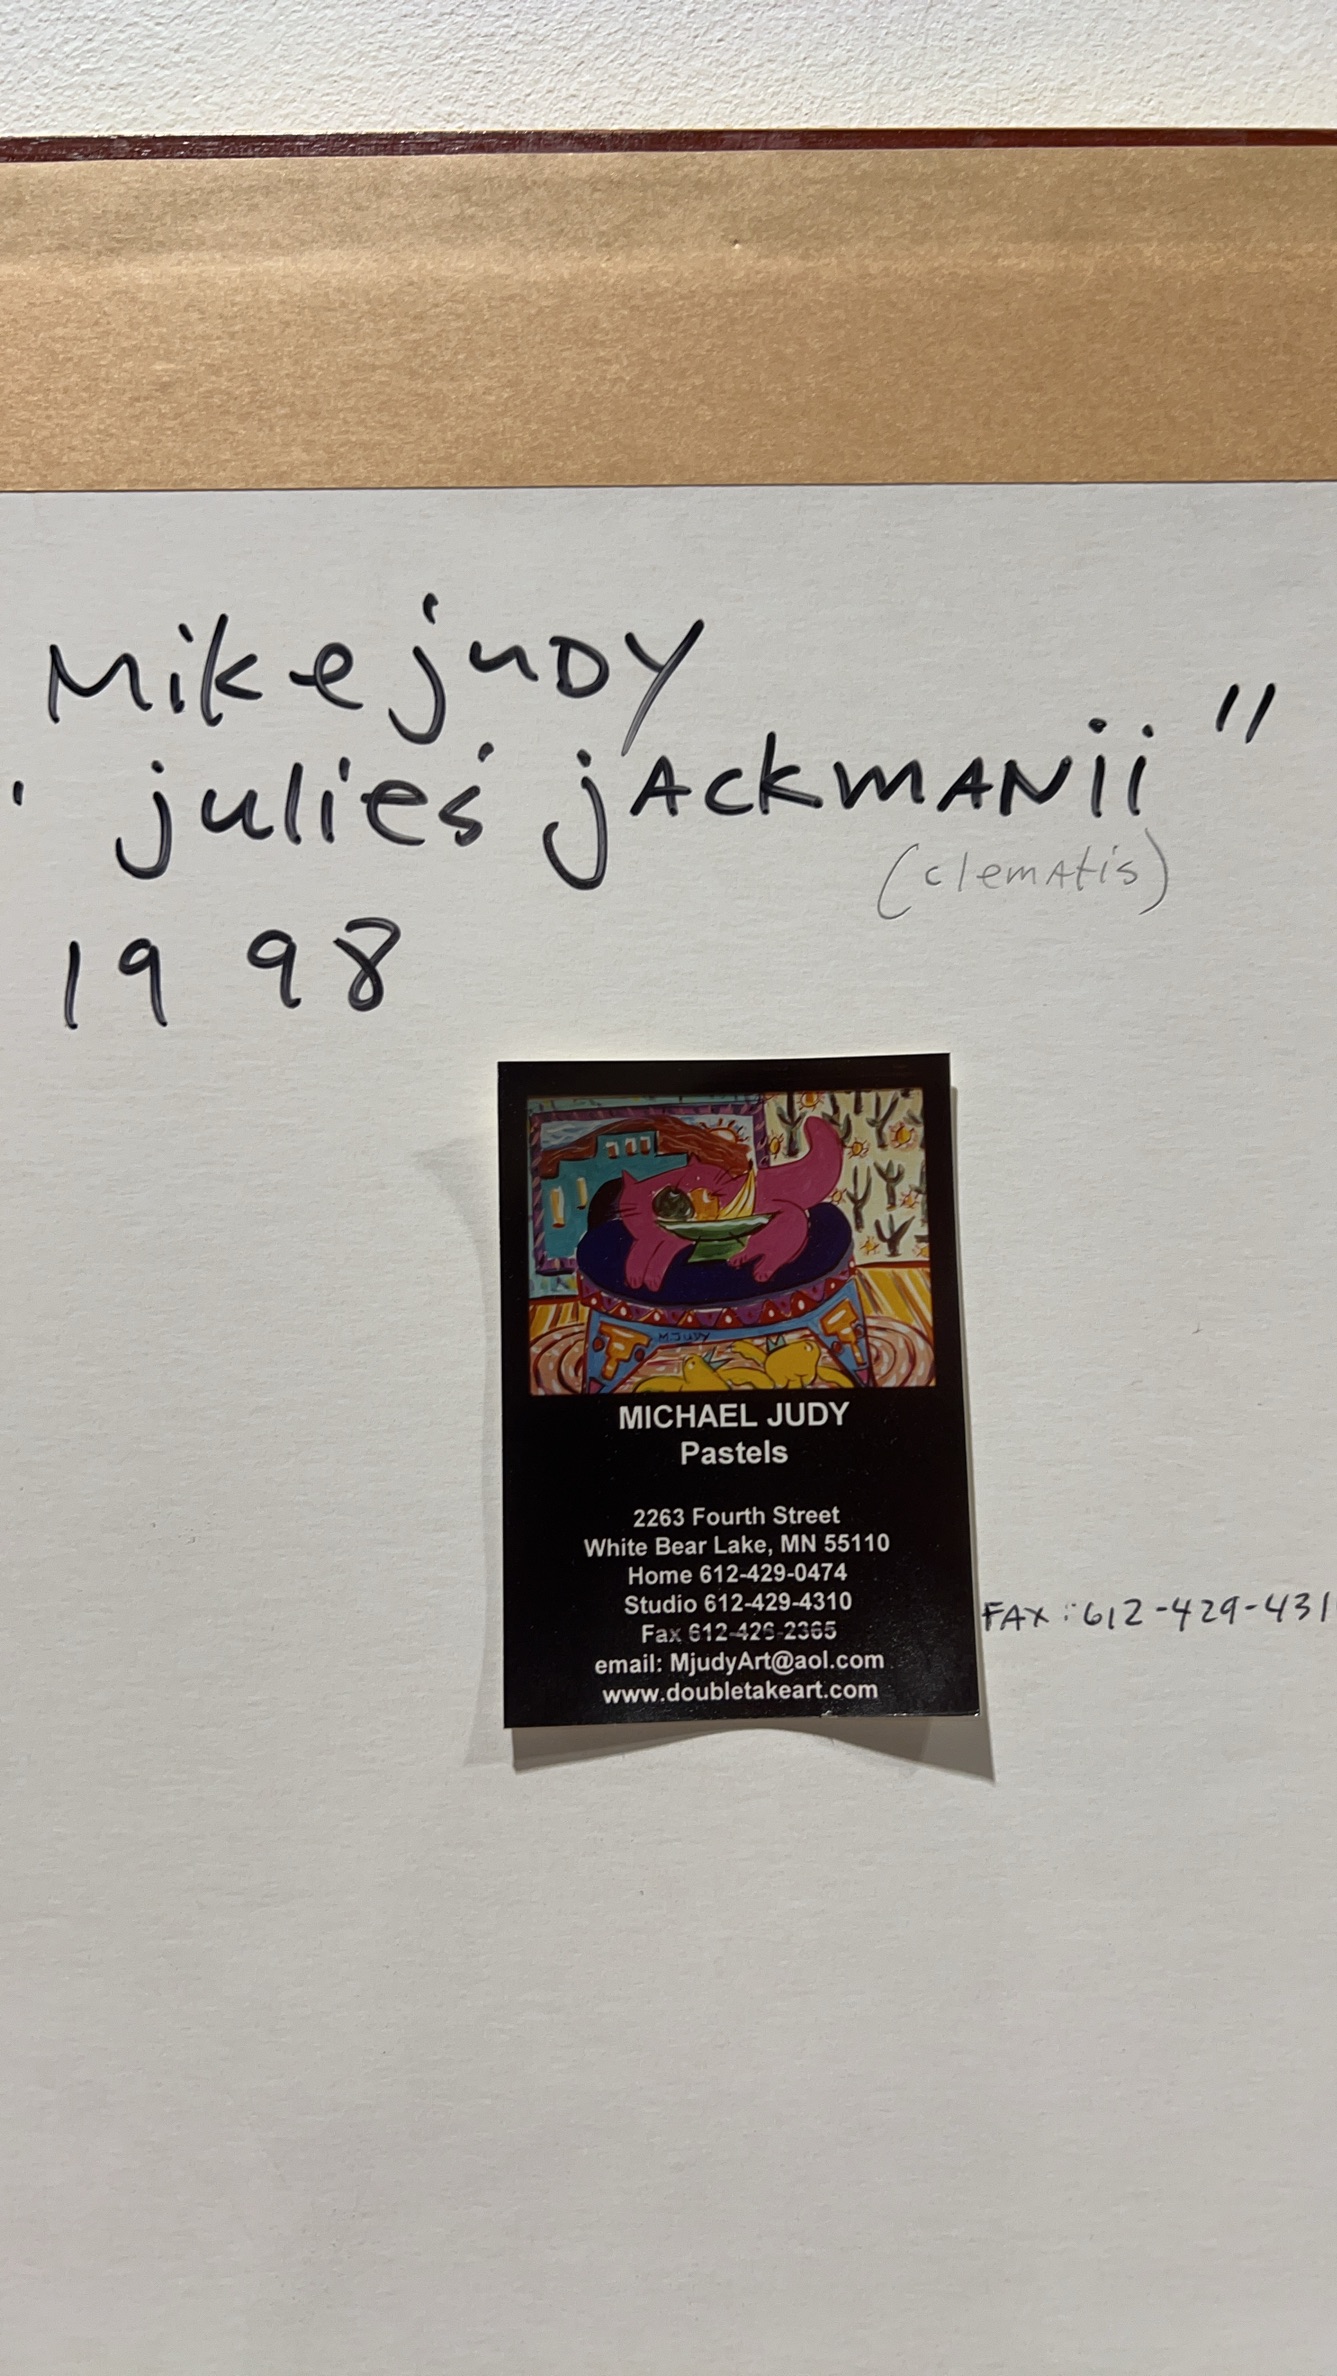 Mike judy
" julies' jackmanii "
(clematis)
1998
M.JUDY
MICHAEL JUDY
Pastels
2263 Fourth Street
White Bear Lake, MN 55110
Home 612-429-0474
Studio 612-429-4310
Fax 612-426-2365
FAX: 612-429-431
email: MjudyArt@aol.com
www.doubletakeart.com